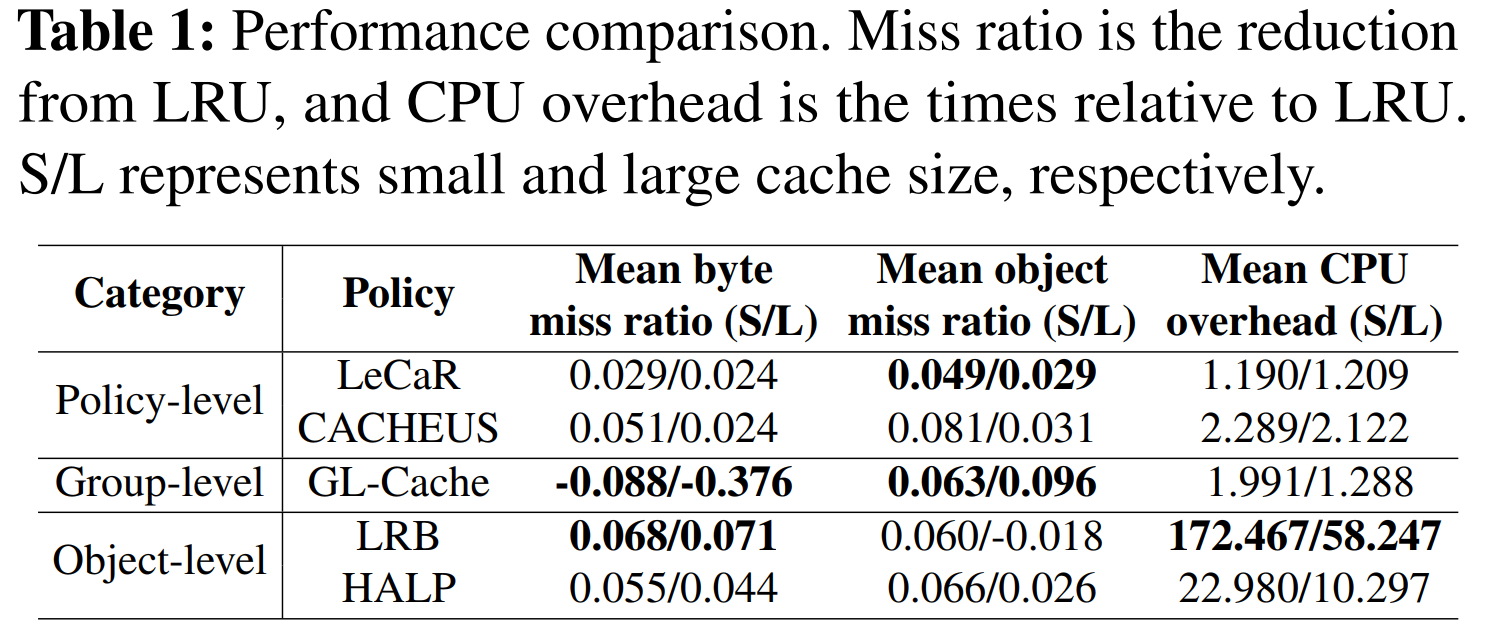 Table 1: Performance comparison. Miss ratio is the reduction
from LRU, and CPU overhead is the times relative to LRU.
S/L represents small and large cache size, respectively.
Category Policy Mean byte miss ratio (S/L) Mean object miss ratio (S/L) Mean CPU overhead (S/L)
Policy-level LeCaR 0.029/0.024 0.049/0.029 1.190/1.209
CACHEUS 0.051/0.024 0.081/0.031 2.289/2.122
Group-level GL-Cache -0.088/-0.376 0.063/0.096 1.991/1.288
Object-level LRB 0.068/0.071 0.060/-0.018 172.467/58.247
HALP 0.055/0.044 0.066/0.026 22.980/10.297